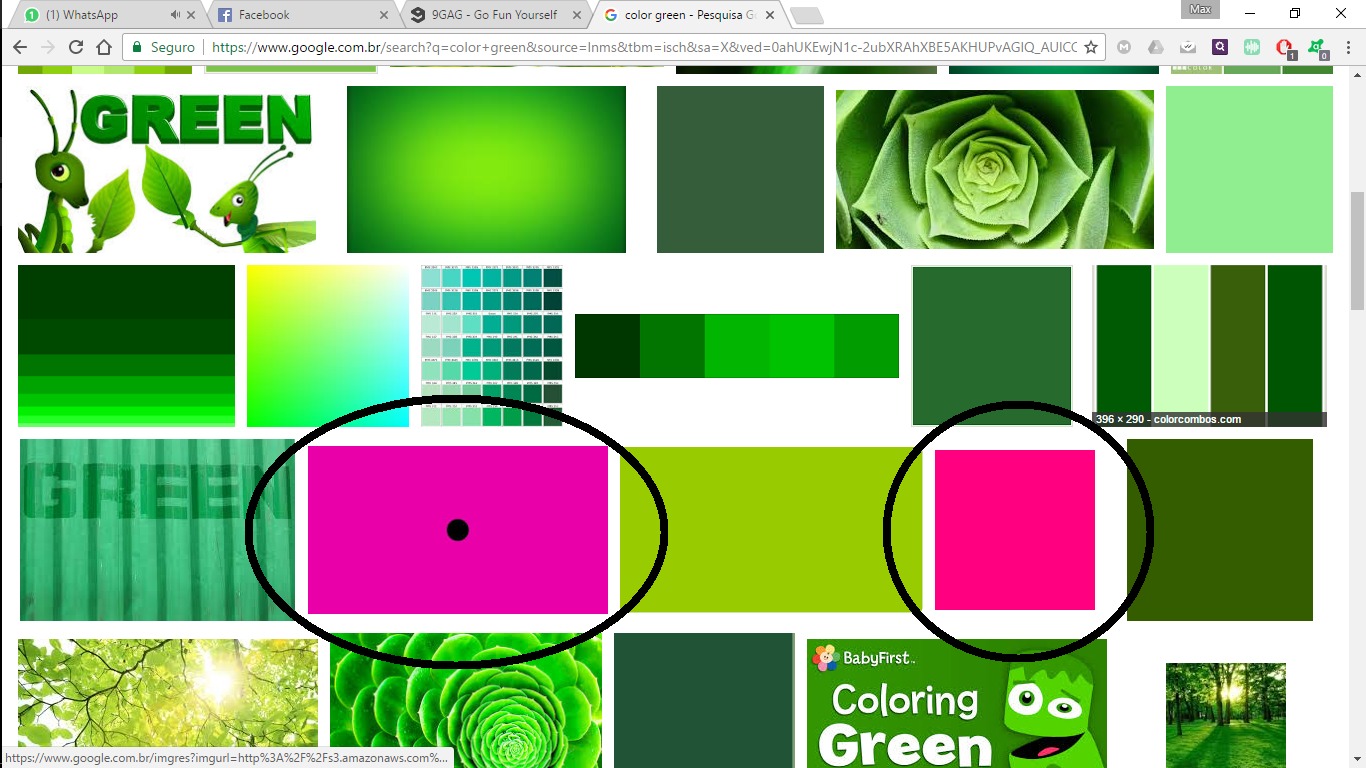 (1) WhatsApp
Facebook
9GAG - Go Fun Yourself
color green - Pesquisa G
Max
Seguro
https://www.google.com.br/search?q=color+green&source=lnms&tbm=isch&sa=X&ved=0ahUKEwjN1c-2ubXRAhXBE5AKHUPvAGIQ_AUICC
1
0
GREEN
396 × 290 - colorcombos.com
GREEN
BabyFirst
Coloring
Green
https://www.google.com.br/imgres?imgurl=http%3A%2F%2Fs3.amazonaws.com%...